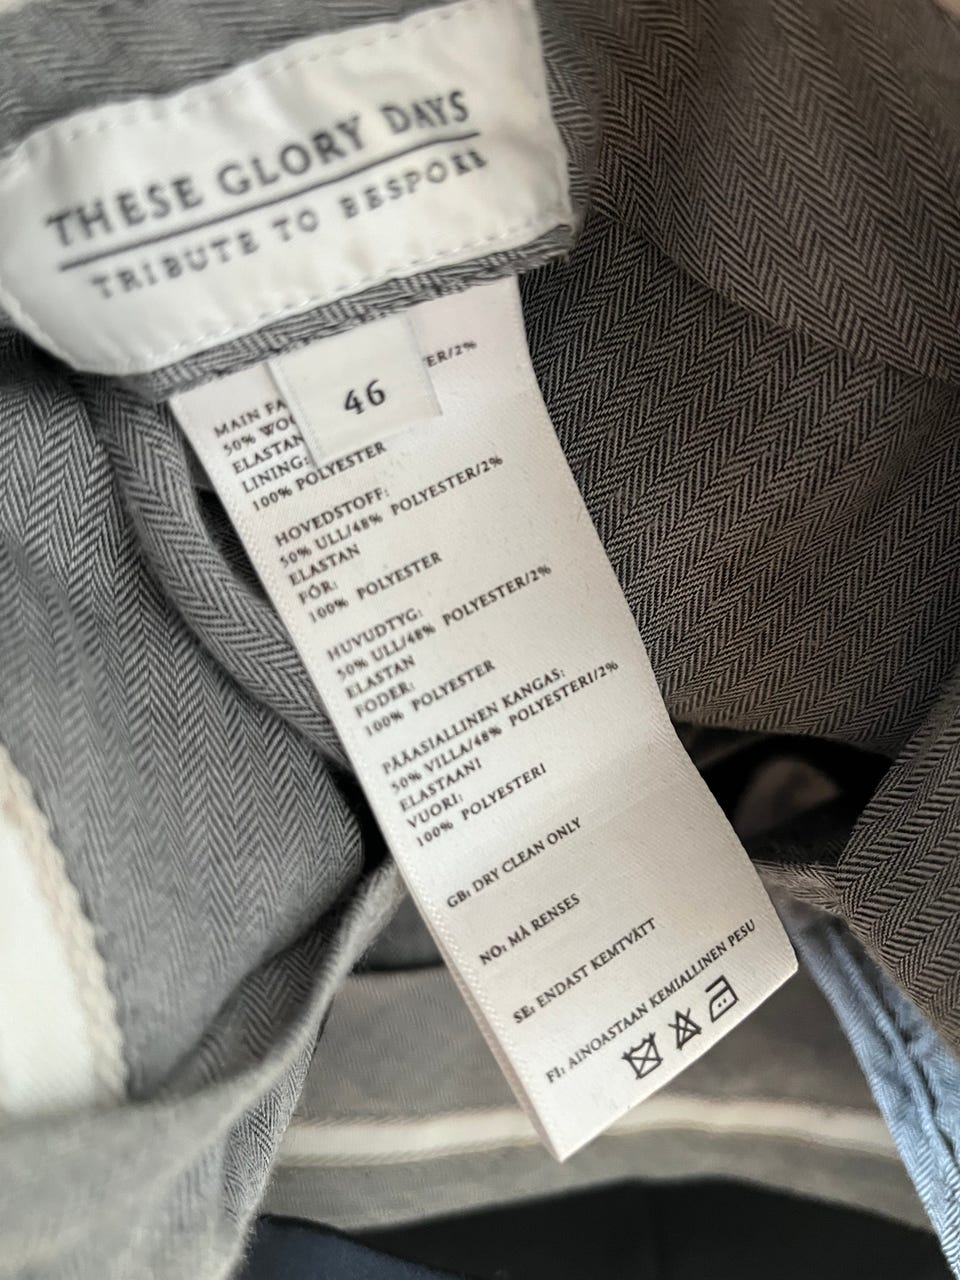 THESE GLORY DAYS
TRIBUTE TO BESPOKE
46
MAIN FA
50% WOO ER/2%
ELASTAN
LINING:
100% POLYESTER
HOVEDSTOFF:
50% ULL/48% POLYESTER/2%
ELASTAN
FÓR:
100% POLYESTER
HUVUDTYG:
50% ULL/48% POLYESTER/2%
ELASTAN
FODER:
100% POLYESTER
PÄÄASIALLINEN KANGAS:
50% VILLA/48% POLYESTERI/2%
ELASTAANI
VUORI:
100% POLYESTERI
GB: DRY CLEAN ONLY
NO: MÅ RENSES
SE: ENDAST KEMTVÄTT
FI: AINOASTAAN KEMIALLINEN PESU